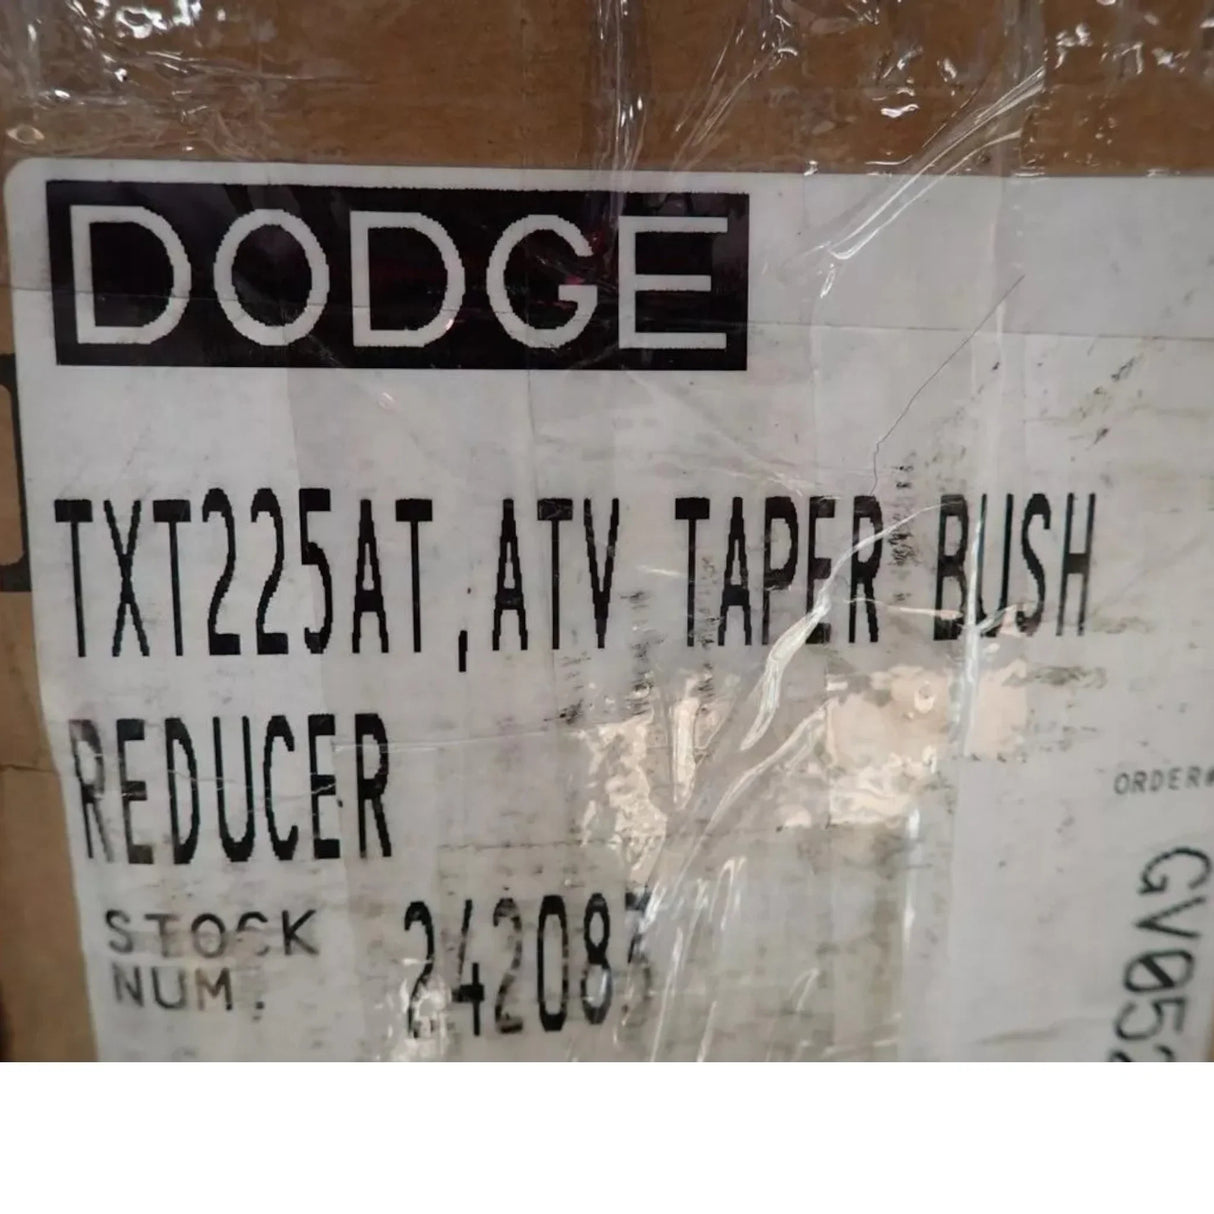 DODGE
TXT225AT,ATV TAPER BUSH
REDUCER
STOCK
NUM.
ORDER#